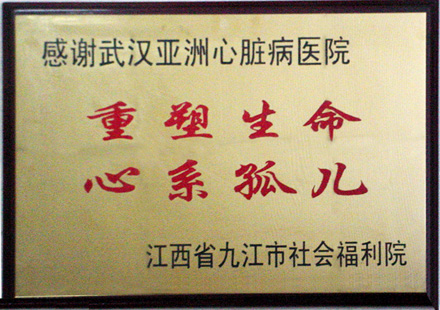 感谢武汉亚洲心脏病医院
重塑生命
心系孤儿
江西省九江市社会福利院